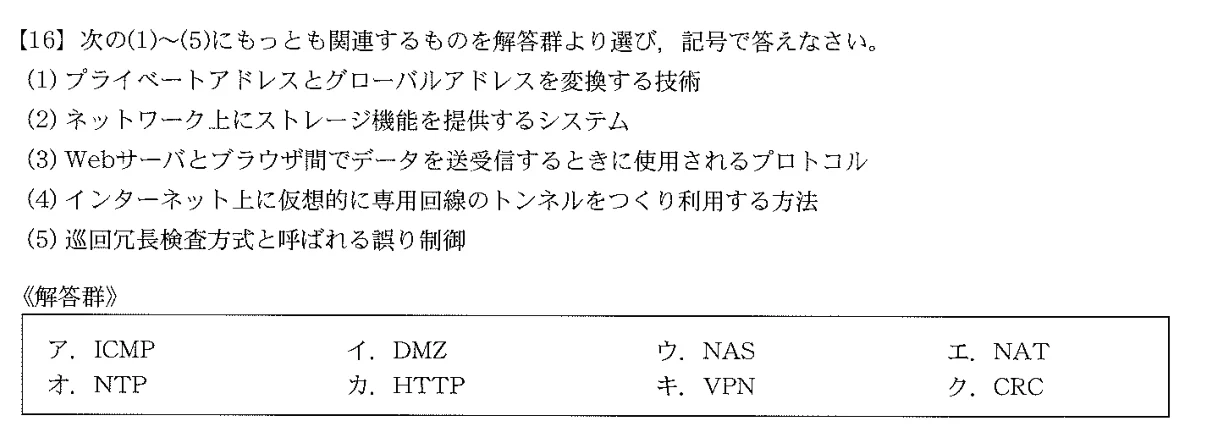 【16】次の(1)～(5)にもっとも関連するものを解答群より選び，記号で答えなさい。
(1) プライベートアドレスとグローバルアドレスを変換する技術
(2) ネットワーク上にストレージ機能を提供するシステム
(3) Webサーバとブラウザ間でデータを送受信するときに使用されるプロトコル
(4) インターネット上に仮想的に専用回線のトンネルをつくり利用する方法
(5) 巡回冗長検査方式と呼ばれる誤り制御
《解答群》
ア．ICMP イ．DMZ ウ．NAS エ．NAT
オ．NTP カ．HTTP キ．VPN ク．CRC